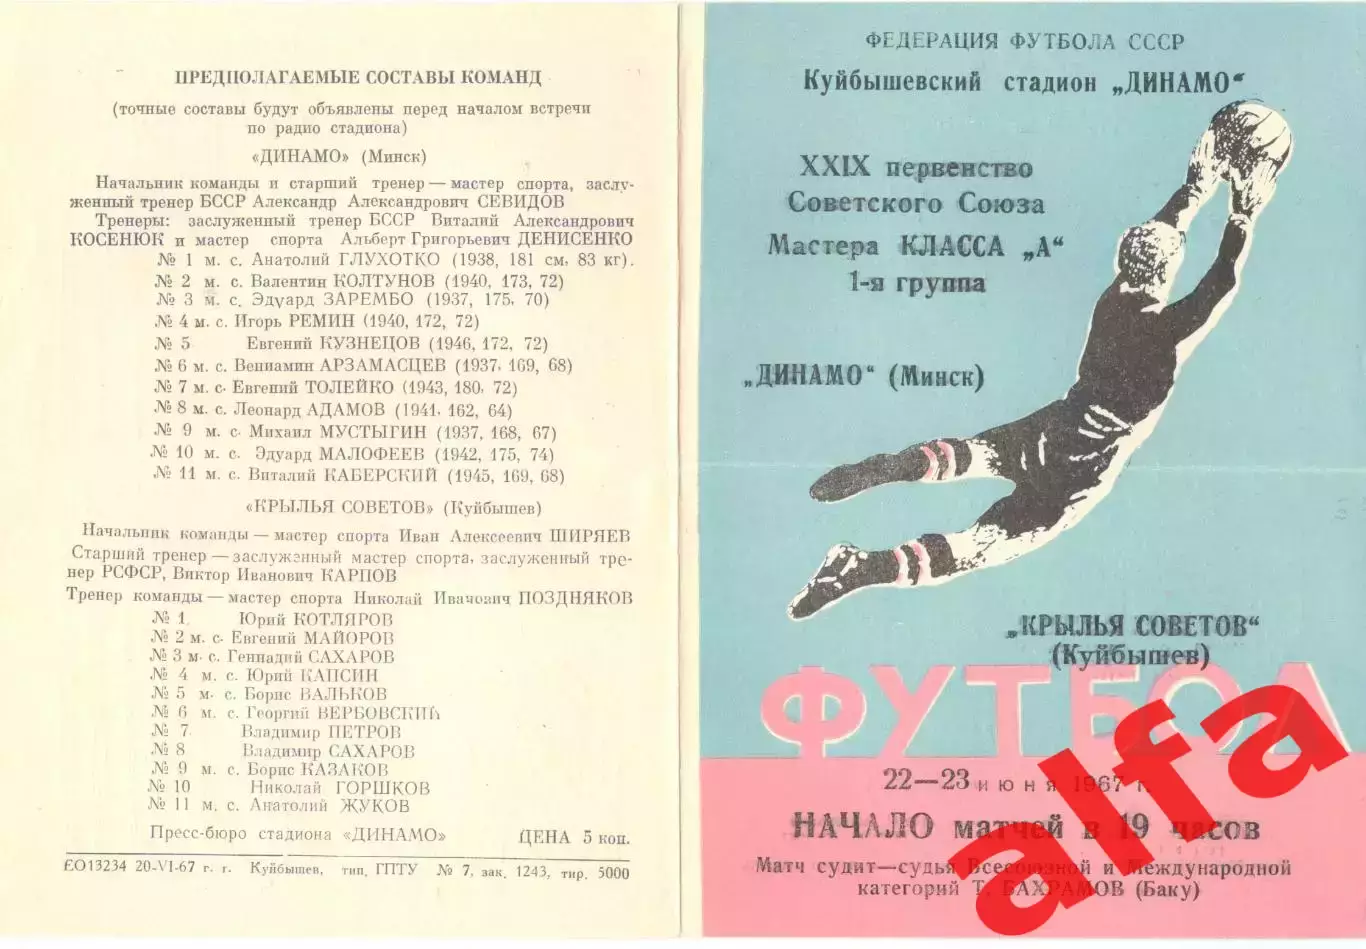 ПРЕДПОЛАГАЕМЫЕ СОСТАВЫ КОМАНД
(точные составы будут объявлены перед началом встречи
по радио стадиона)
«ДИНАМО» (Минск)
Начальник команды и старший тренер — мастер спорта, заслу-
женный тренер БССР Александр Александрович СЕВИДОВ
Тренеры: заслуженный тренер БССР Виталий Александрович
КОСЕНЮК и мастер спорта Альберт Григорьевич ДЕНИСЕНКО
№ 1 м. с. Анатолий ГЛУХОТКО (1938, 181 см, 83 кг).
№ 2 м. с. Валентин КОЛТУНОВ (1940, 173, 72)
№ 3 м. с. Эдуард ЗАРЕМБО (1937, 175, 70)
№ 4 м. с. Игорь РЕМИН (1940, 172, 72)
№ 5 Евгений КУЗНЕЦОВ (1946, 172, 72)
№ 6 м. с. Вениамин АРЗАМАСЦЕВ (1937, 169, 68)
№ 7 м. с. Евгений ТОЛЕЙКО (1943, 180, 72)
№ 8 м. с. Леонард АДАМОВ (1941, 162, 64)
№ 9 м. с. Михаил МУСТЫГИН (1937, 168, 67)
№ 10 м. с. Эдуард МАЛОФЕЕВ (1942, 175, 74)
№ 11 м. с. Виталий КАБЕРСКИЙ (1945, 169, 68)
«КРЫЛЬЯ СОВЕТОВ» (Куйбышев)
Начальник команды — мастер спорта Иван Алексеевич ШИРЯЕВ
Старший тренер — заслуженный мастер спорта, заслуженный тре-
нер РСФСР, Виктор Иванович КАРПОВ
Тренер команды — мастер спорта Николай Иванович ПОЗДНЯКОВ
№ 1 Юрий КОТЛЯРОВ
№ 2 м. с. Евгений МАЙОРОВ
№ 3 м. с. Геннадий САХАРОВ
№ 4 м. с. Юрий КАПСИН
№ 5 м. с. Борис ВАЛЬКОВ
№ 6 м. с. Георгий ВЕРБОВСКИЙ
№ 7 Владимир ПЕТРОВ
№ 8 Владимир САХАРОВ
№ 9 м. с. Борис КАЗАКОВ
№ 10 Николай ГОРШКОВ
№ 11 м. с. Анатолий ЖУКОВ
Пресс-бюро стадиона «ДИНАМО» ЦЕНА 5 коп.
ЕО13234 20-VI-67 г. г. Куйбышев, тип. ГПТУ № 7, зак. 1243, тир. 5000
ФЕДЕРАЦИЯ ФУТБОЛА СССР
Куйбышевский стадион „ДИНАМО“
XXIX первенство
Советского Союза
Мастера КЛАССА „А“
1-я группа
„ДИНАМО“ (Минск)
„КРЫЛЬЯ СОВЕТОВ“
(Куйбышев)
ФУТБОЛ
22—23 июня 1967 г.
НАЧАЛО матчей в 19 часов
Матч судит—судья Всесоюзной и Международной
категорий Т. БАХРАМОВ (Баку)
alfa